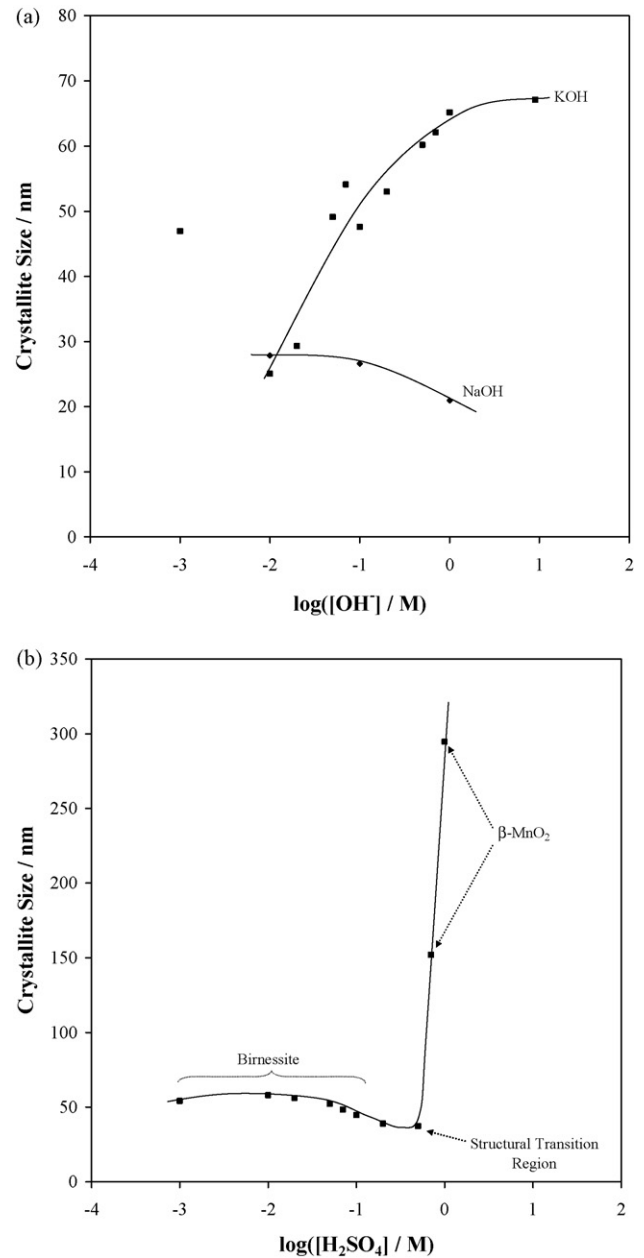 (a)
80
70
60
50
40
30
20
10
0
Crystallite Size / nm
KOH
NaOH
-4 -3 -2 -1 0 1 2
log([OH⁻] / M)
(b)
350
300
250
200
150
100
50
0
Crystallite Size / nm
β-MnO₂
Birnessite
Structural Transition
Region
-4 -3 -2 -1 0 1 2
log([H₂SO₄] / M)